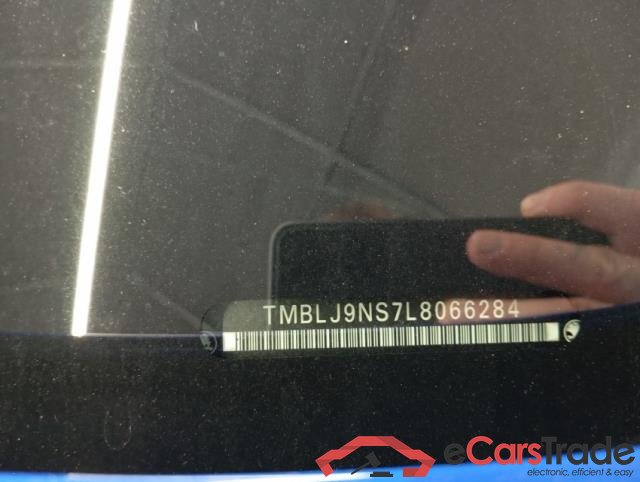 TMBLJ9NS7L8066284
eCarsTrade
electronic, efficient & easy